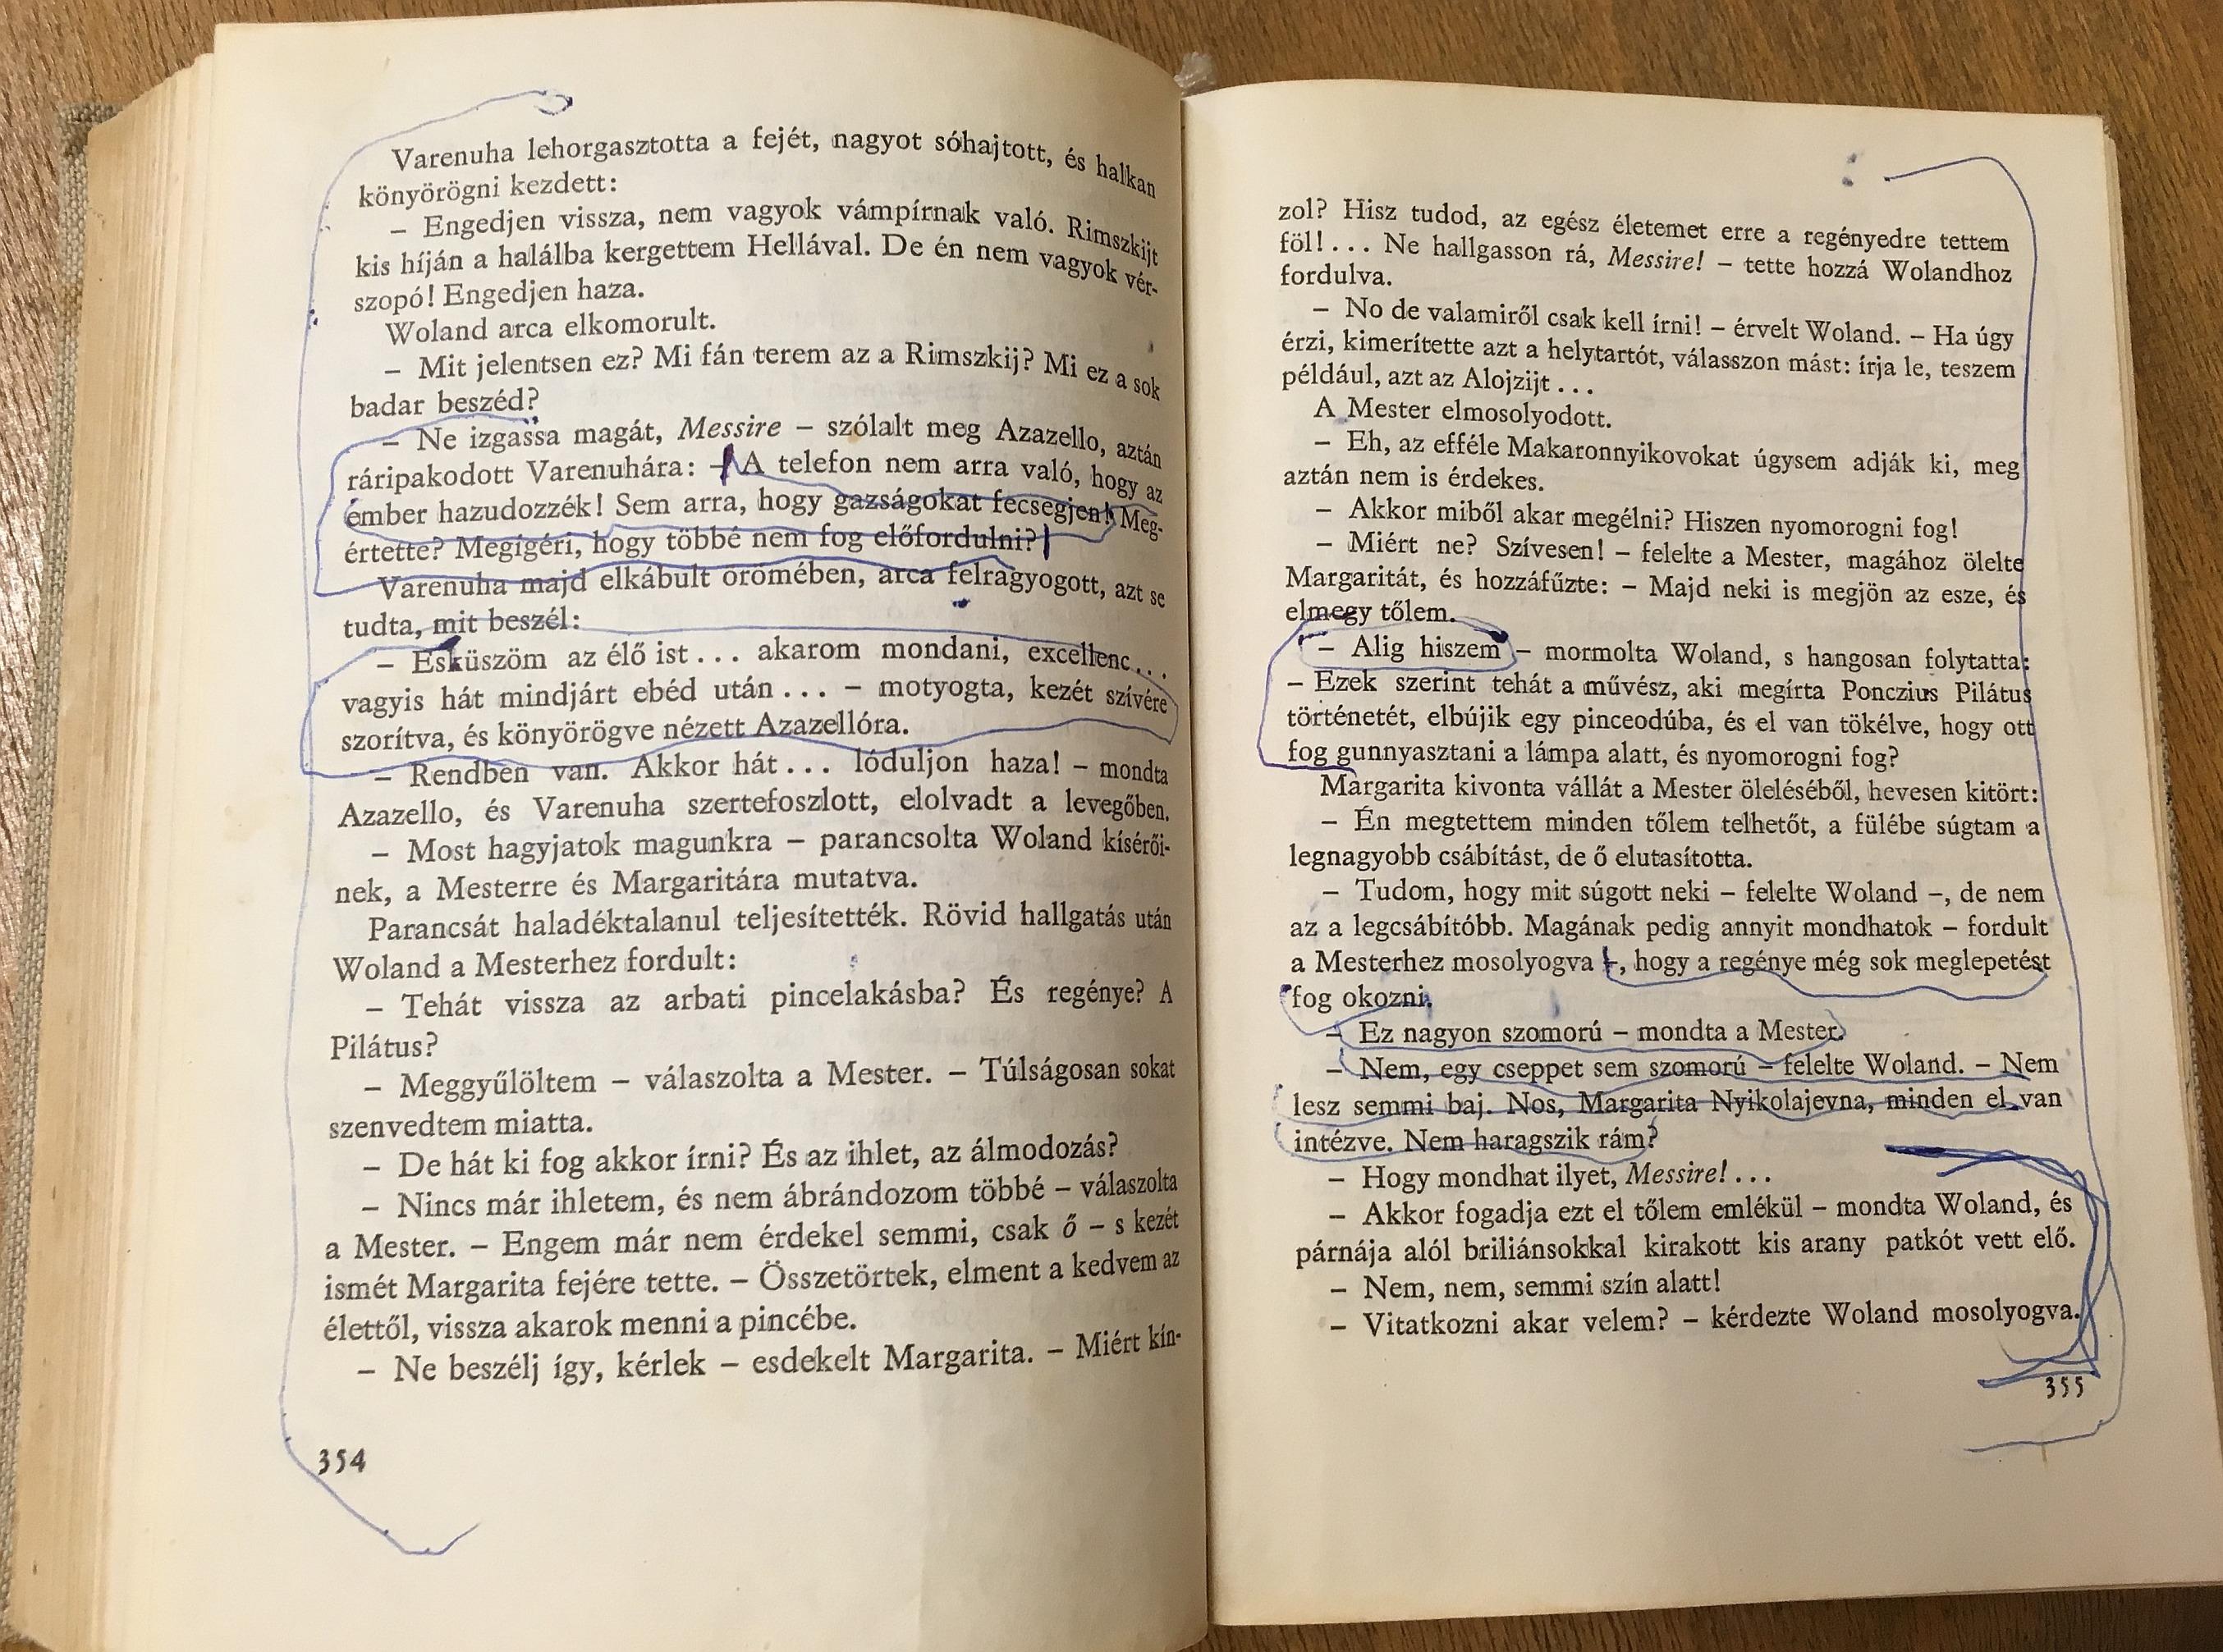 Varenuha lehorgasztotta a fejét, nagyot sóhajtott, és halkan
könyörögni kezdett:
– Engedjen vissza, nem vagyok vámpírnak való. Rimszkijt
kis híján a halálba kergettem Hellával. De én nem vagyok vér-
szopó! Engedjen haza.
Woland arca elkomorult.
– Mit jelentsen ez? Mi fán terem az a Rimszkij? Mi ez a sok
badar beszéd?
– Ne izgassa magát, Messire – szólalt meg Azazello, aztán
ráripakodott Varenuhára: – A telefon nem arra való, hogy az
ember hazudozzék! Sem arra, hogy gazságokat fecsegjen! Meg-
értette? Megígéri, hogy többé nem fog előfordulni?
Varenuha majd elkábult örömében, arca felragyogott, azt se
tudta, mit beszél:
– Esküszöm az élő ist... akarom mondani, excellenc...
vagyis hát mindjárt ebéd után... – motyogta, kezét szívére
szorítva, és könyörögve nézett Azazellóra.
– Rendben van. Akkor hát... lóduljon haza! – mondta
Azazello, és Varenuha szertefoszlott, elolvadt a levegőben.
– Most hagyjatok magunkra – parancsolta Woland kísérői-
nek, a Mesterre és Margaritára mutatva.
Parancsát haladéktalanul teljesítették. Rövid hallgatás után
Woland a Mesterhez fordult:
– Tehát vissza az arbati pincelakásba? És regénye? A
Pilátus?
– Meggyűlöltem – válaszolta a Mester. – Túlságosan sokat
szenvedtem miatta.
– De hát ki fog akkor írni? És az ihlet, az álmodozás?
– Nincs már ihletem, és nem ábrándozom többé – válaszolta
a Mester. – Engem már nem érdekel semmi, csak ő – s kezét
ismét Margarita fejére tette. – Összetörtek, elment a kedvem az
élettől, vissza akarok menni a pincébe.
– Ne beszélj így, kérlek – esdekelt Margarita. – Miért kín-
354
zol? Hisz tudod, az egész életemet erre a regényedre tettem
föl!... Ne hallgasson rá, Messire! – tette hozzá Wolandhoz
fordulva.
– No de valamiről csak kell írni! – érvelt Woland. – Ha úgy
érzi, kimerítette azt a helytartót, válasszon mást: írja le, teszem
például, azt az Alojzijt...
A Mester elmosolyodott.
– Eh, az efféle Makaronnyikovokat úgysem adják ki, meg
aztán nem is érdekes.
– Akkor miből akar megélni? Hiszen nyomorogni fog!
– Miért ne? Szívesen! – felelte a Mester, magához ölelte
Margaritát, és hozzáfűzte: – Majd neki is megjön az esze, és
elmegy tőlem.
– Alig hiszem – mormolta Woland, s hangosan folytatta:
– Ezek szerint tehát a művész, aki megírta Ponczius Pilátus
történetét, elbújik egy pinceodúba, és el van tökélve, hogy ott
fog gunnyasztani a lámpa alatt, és nyomorogni fog?
Margarita kivonta vállát a Mester öleléséből, hevesen kitört:
– Én megtettem minden tőlem telhetőt, a fülébe súgtam a
legnagyobb csábítást, de ő elutasította.
– Tudom, hogy mit súgott neki – felelte Woland –, de nem
az a legcsábítóbb. Magának pedig annyit mondhatok – fordult
a Mesterhez mosolyogva –, hogy a regénye még sok meglepetést
fog okozni.
– Ez nagyon szomorú – mondta a Mester.
– Nem, egy cseppet sem szomorú – felelte Woland. – Nem
lesz semmi baj. Nos, Margarita Nyikolajevna, minden el van
intézve. Nem haragszik rám?
– Hogy mondhat ilyet, Messire!...
– Akkor fogadja ezt el tőlem emlékül – mondta Woland, és
párnája alól briliánsokkal kirakott kis arany patkót vett elő.
– Nem, nem, semmi szín alatt!
– Vitatkozni akar velem? – kérdezte Woland mosolyogva.
355